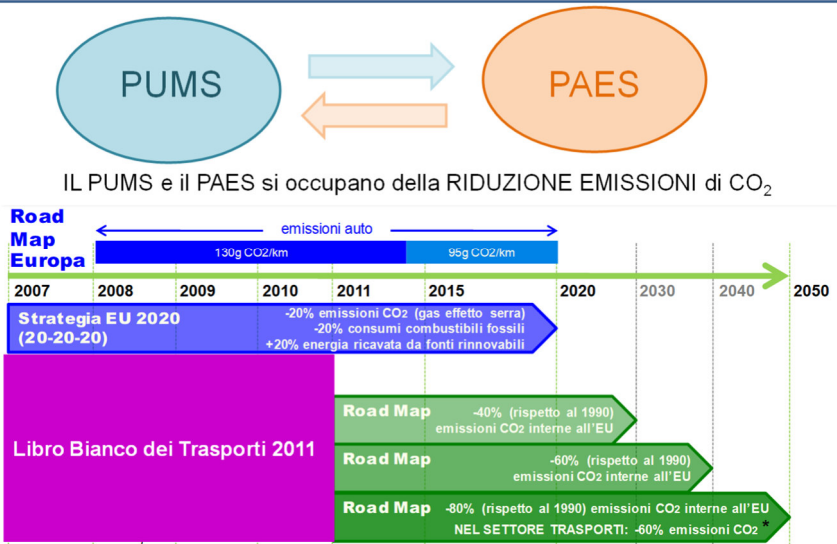 PUMS
PAES
IL PUMS e il PAES si occupano della RIDUZIONE EMISSIONI di CO₂
Road
Map
Europa
emissioni auto
130g CO2/km
95g CO2/km
2007 2008 2009 2010 2011 2015 2020 2030 2040 2050
Strategia EU 2020
(20-20-20)
-20% emissioni CO₂ (gas effetto serra)
-20% consumi combustibili fossili
+20% energia ricavata da fonti rinnovabili
Libro Bianco dei Trasporti 2011
Road Map -40% (rispetto al 1990)
emissioni CO₂ interne all'EU
Road Map -60% (rispetto al 1990)
emissioni CO₂ interne all'EU
Road Map -80% (rispetto al 1990) emissioni CO₂ interne all'EU
NEL SETTORE TRASPORTI: -60% emissioni CO₂ *